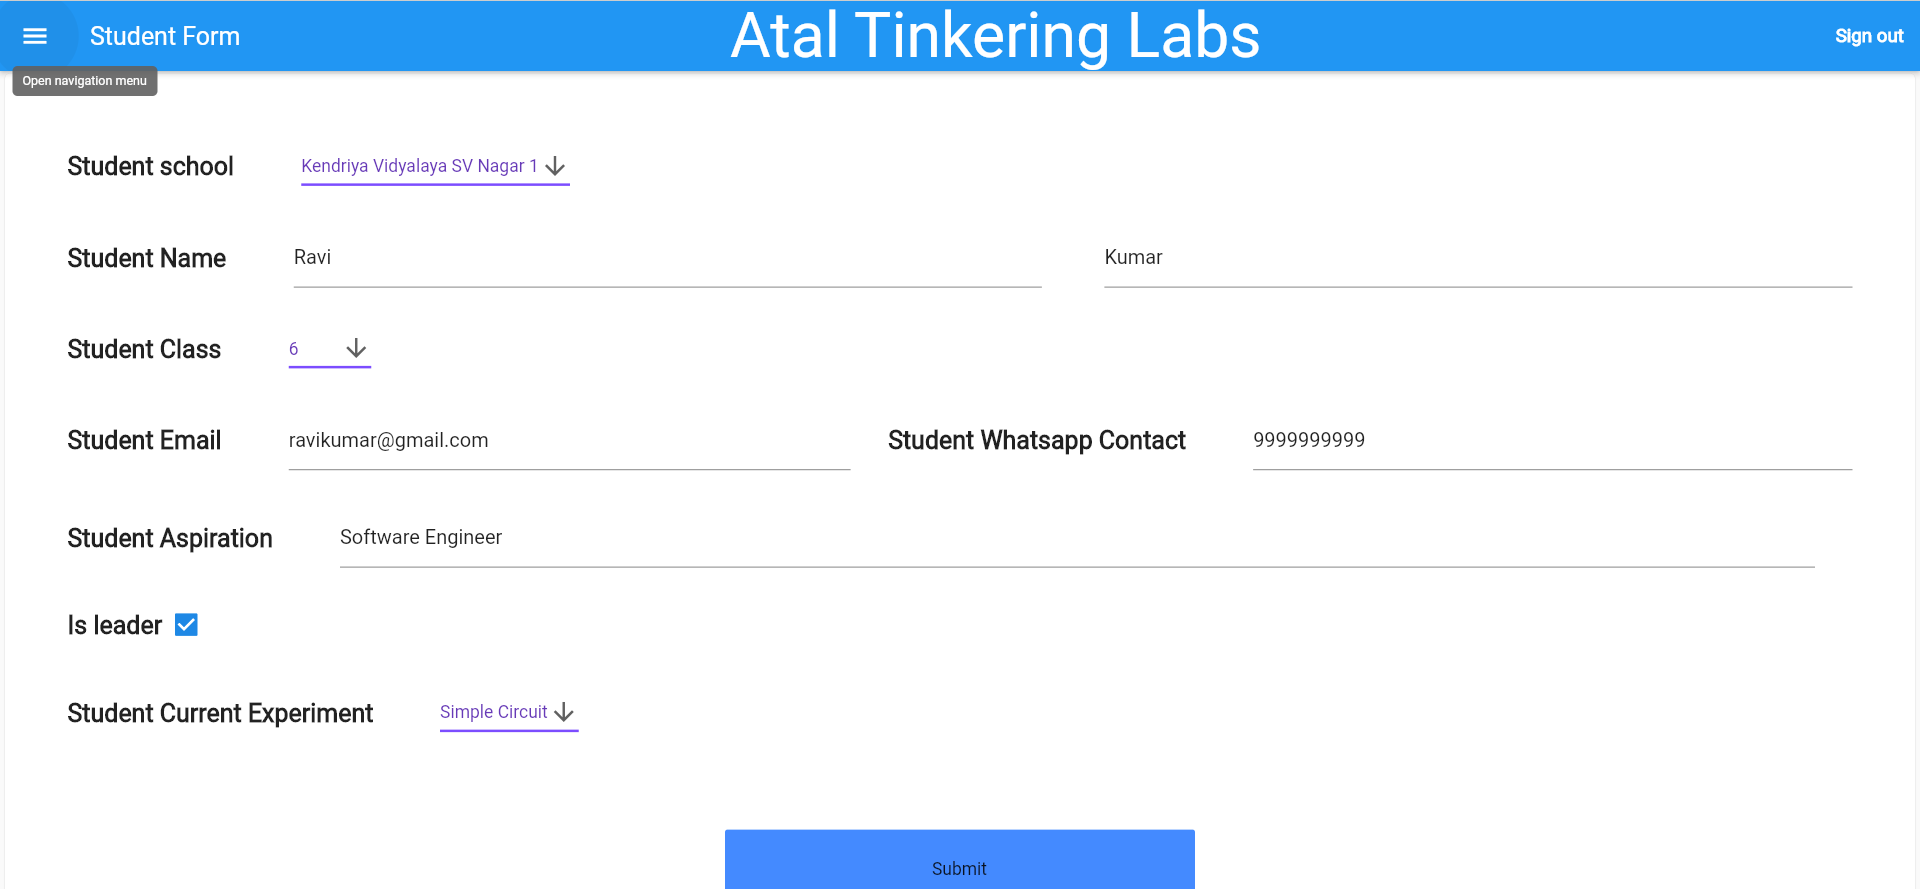 Student Form
Atal Tinkering Labs
Sign out
Open navigation menu
Student school Kendriya Vidyalaya SV Nagar 1
Student Name Ravi Kumar
Student Class 6
Student Email ravikumar@gmail.com Student Whatsapp Contact 9999999999
Student Aspiration Software Engineer
Is leader
Student Current Experiment Simple Circuit
Submit